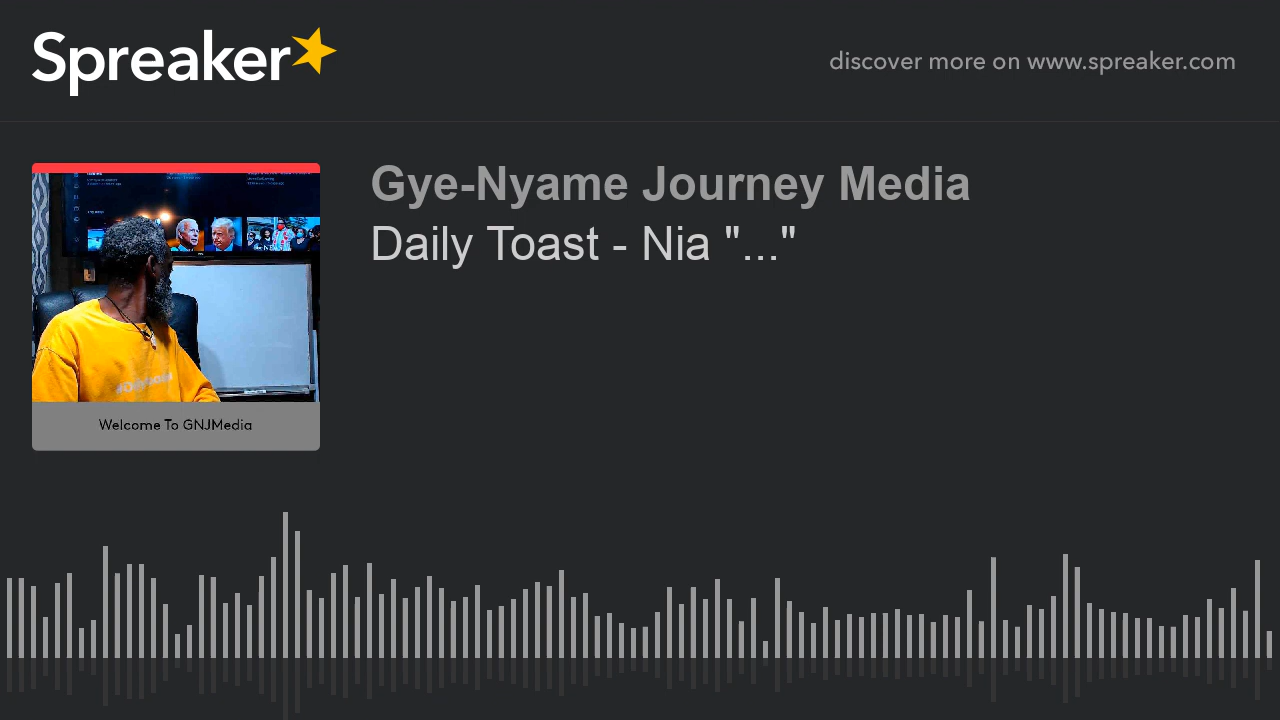 Spreaker
discover more on www.spreaker.com
Gye-Nyame Journey Media
Daily Toast - Nia "..."
Welcome To GNJMedia